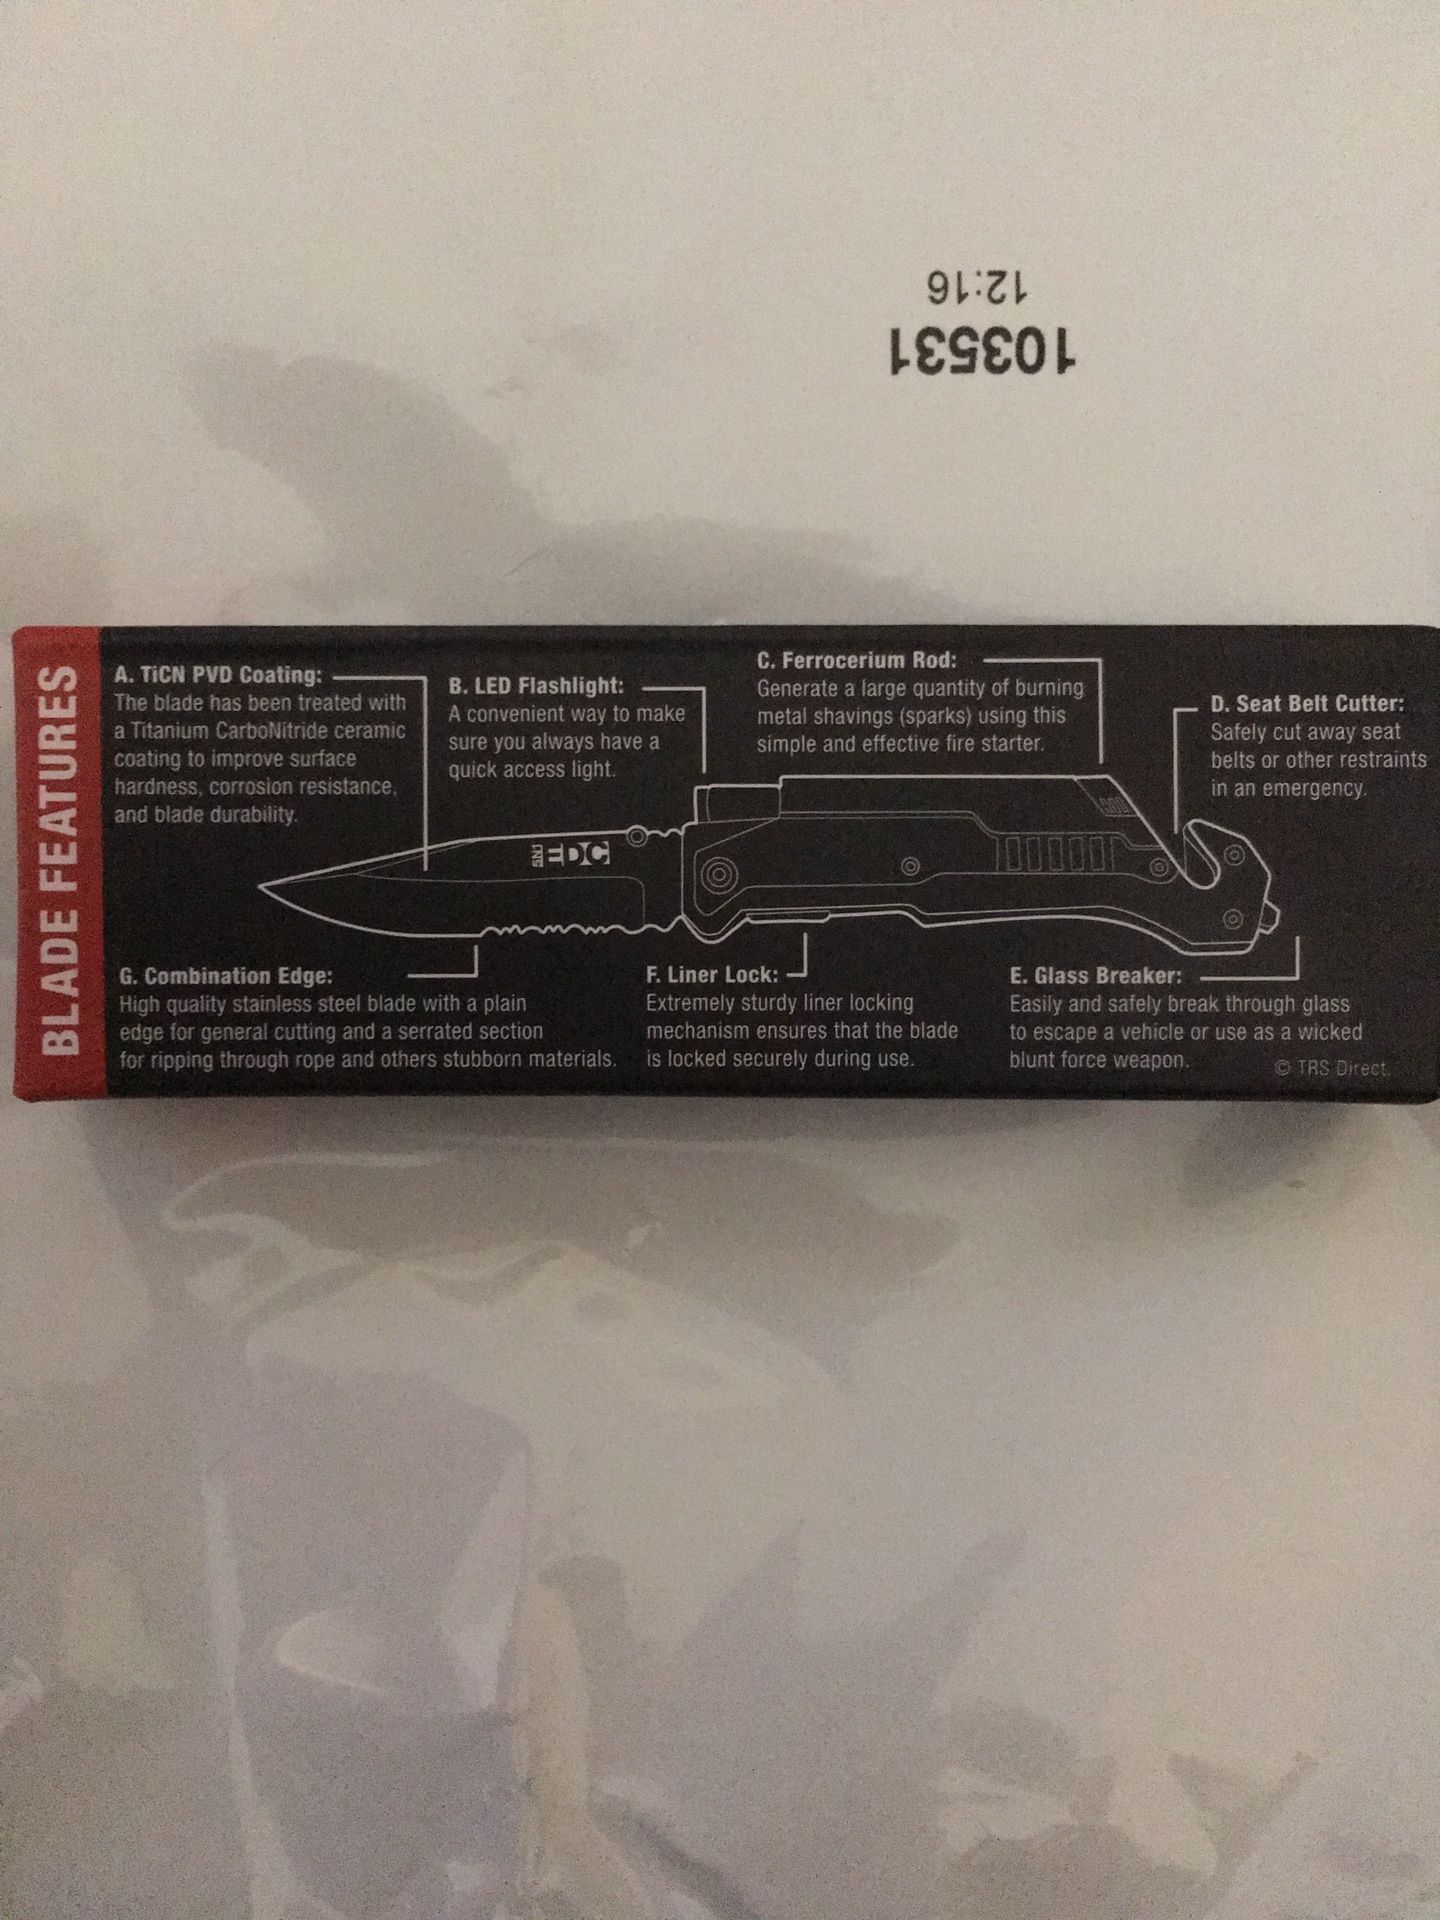 12:16
103531
BLADE FEATURES
A. TiCN PVD Coating:
The blade has been treated with
a Titanium CarboNitride ceramic
coating to improve surface
hardness, corrosion resistance,
and blade durability.
B. LED Flashlight:
A convenient way to make
sure you always have a
quick access light.
C. Ferrocerium Rod:
Generate a large quantity of burning
metal shavings (sparks) using this
simple and effective fire starter.
D. Seat Belt Cutter:
Safely cut away seat
belts or other restraints
in an emergency.
EDC
G. Combination Edge:
High quality stainless steel blade with a plain
edge for general cutting and a serrated section
for ripping through rope and others stubborn materials.
F. Liner Lock:
Extremely sturdy liner locking
mechanism ensures that the blade
is locked securely during use.
E. Glass Breaker:
Easily and safely break through glass
to escape a vehicle or use as a wicked
blunt force weapon.
© TRS Direct.